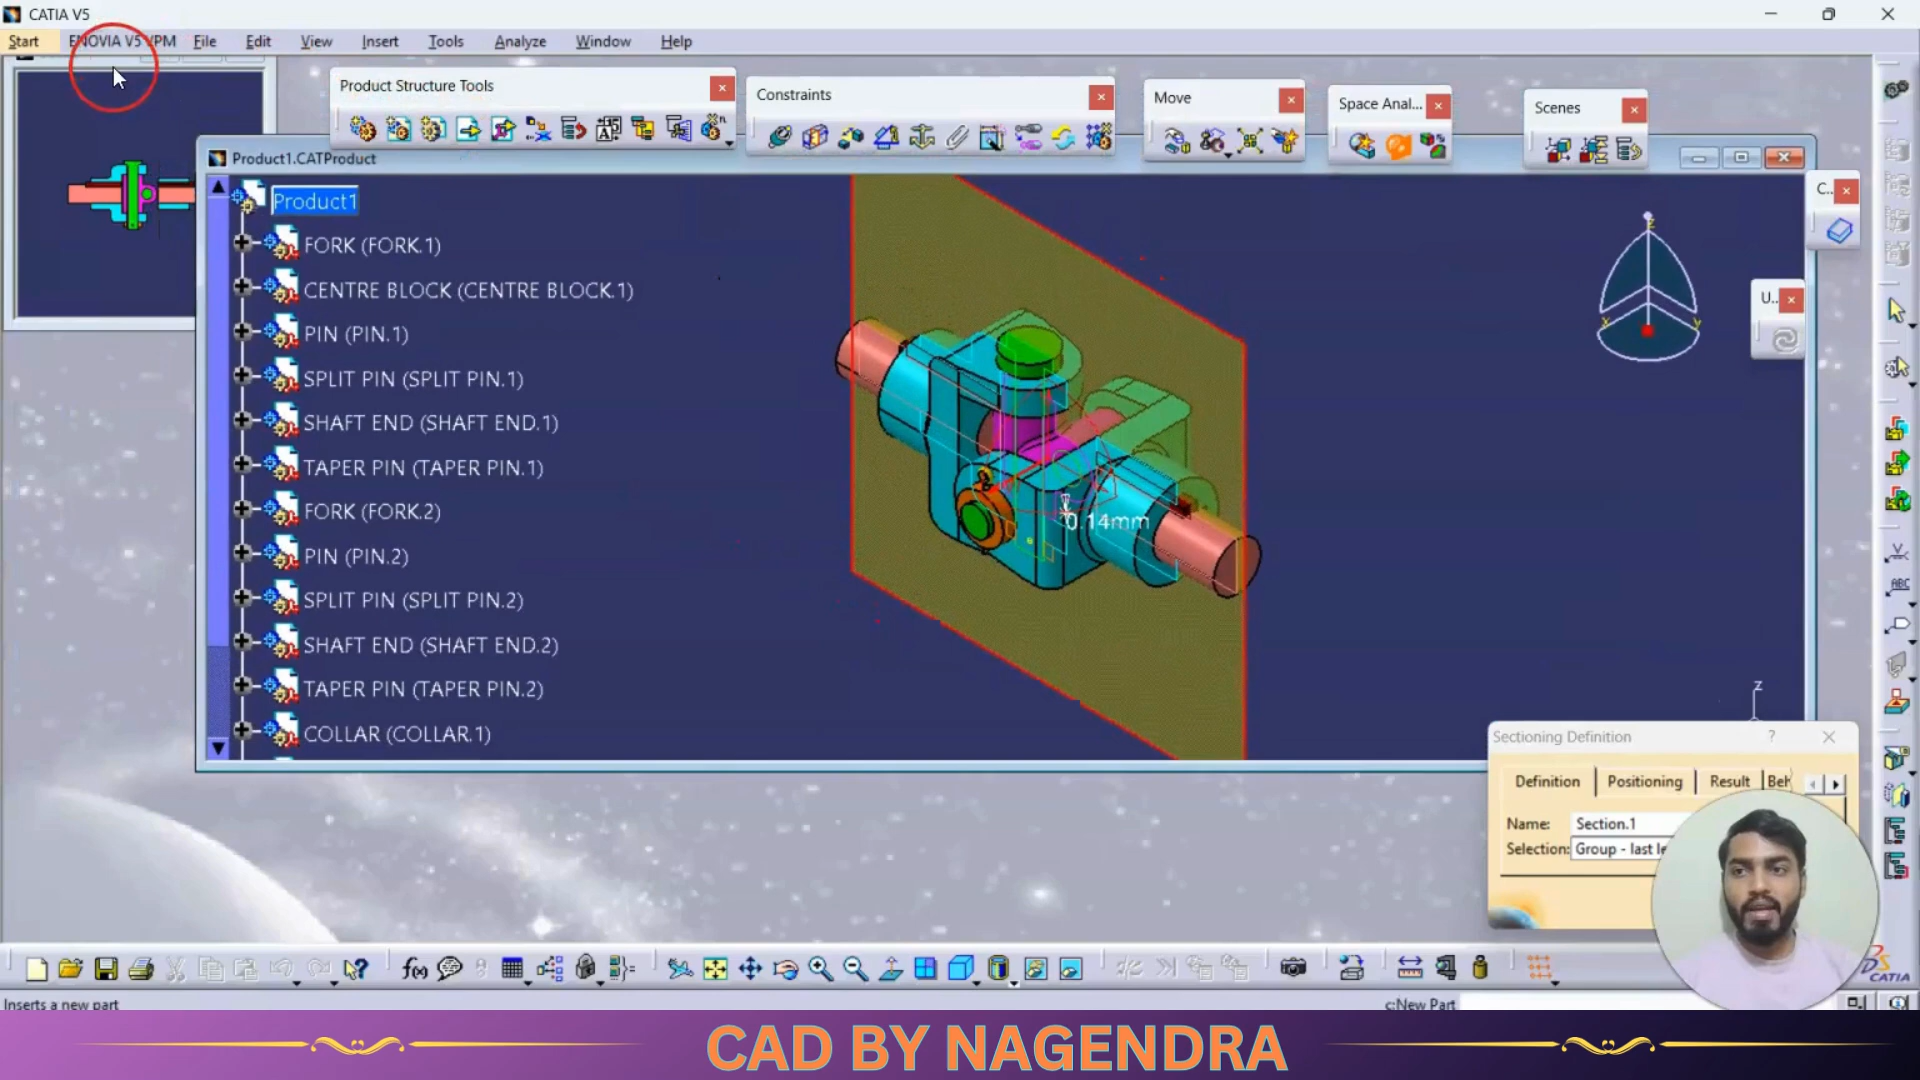 CATIA V5
Start ENOVIA V5 VPM File Edit View Insert Tools Analyze Window Help
Product Structure Tools
Constraints
Move
Space Anal...
Scenes
Product1.CATProduct
C..
U..
Product1
FORK (FORK.1)
CENTRE BLOCK (CENTRE BLOCK.1)
PIN (PIN.1)
SPLIT PIN (SPLIT PIN.1)
SHAFT END (SHAFT END.1)
TAPER PIN (TAPER PIN.1)
FORK (FORK.2)
PIN (PIN.2)
SPLIT PIN (SPLIT PIN.2)
SHAFT END (SHAFT END.2)
TAPER PIN (TAPER PIN.2)
COLLAR (COLLAR.1)
0.14mm
z
x
y
z
ABC
Sectioning Definition ?
Definition Positioning Result Beh
Name: Section.1
Selection: Group - last le
f(x)
CATIA
Inserts a new part
c:New Part
CAD BY NAGENDRA